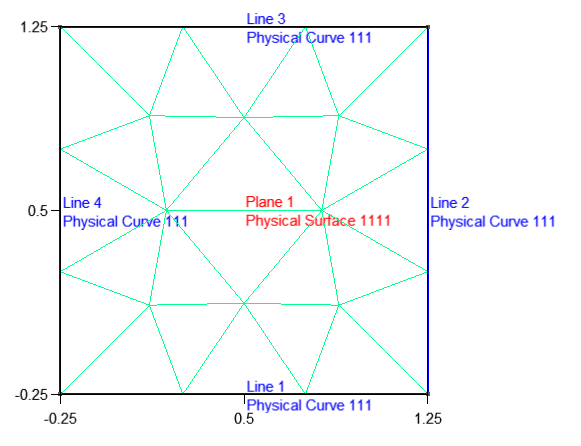 Line 3
1.25
Physical Curve 111
Line 4
Plane 1
Line 2
0.5
Physical Curve 111
Physical Surface 1111
Physical Curve 111
Line 1
-0.25
Physical Curve 111
-0.25
0.5
1.25